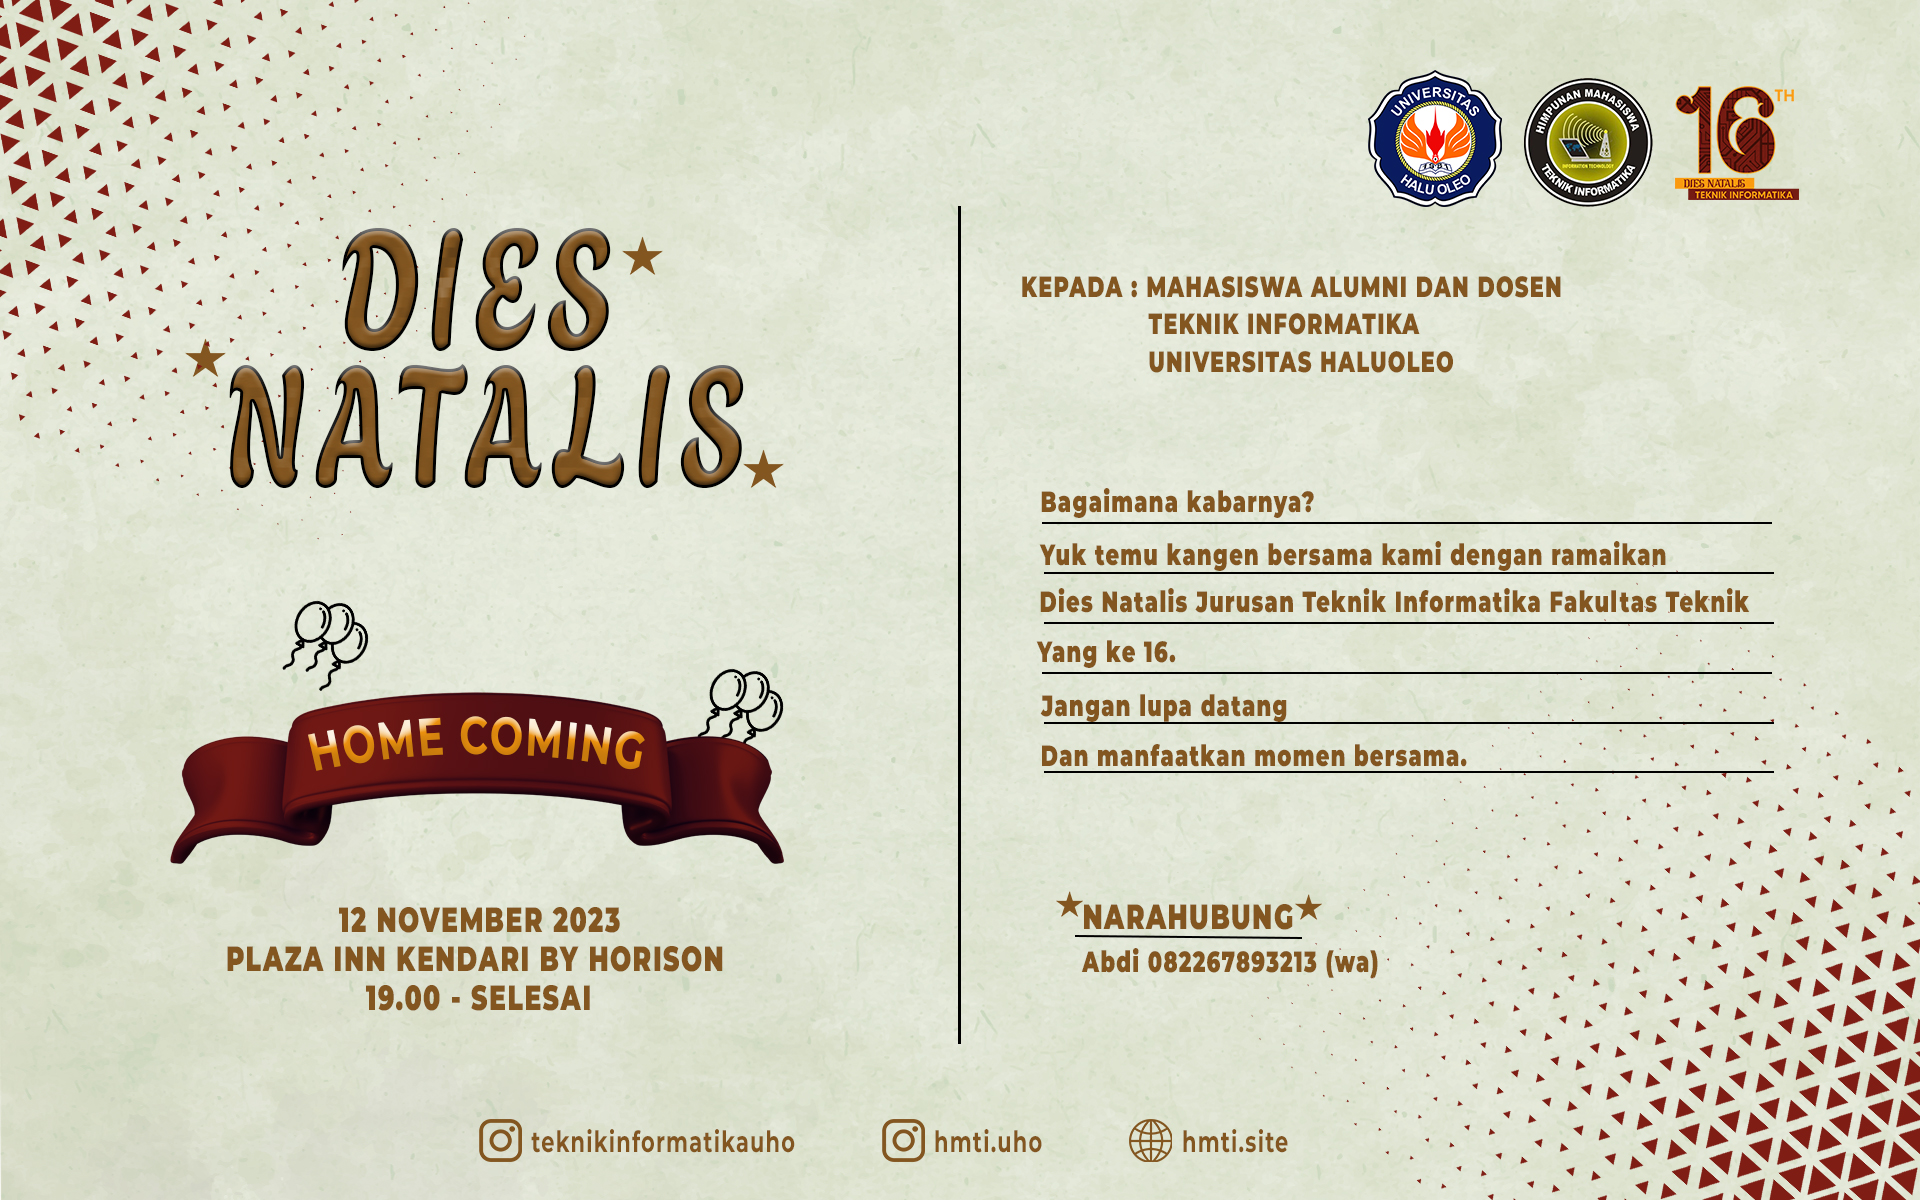 DIES
NATALIS
HOME COMING
12 NOVEMBER 2023
PLAZA INN KENDARI BY HORISON
19.00 - SELESAI
UNIVERSITAS
HALU OLEO
HIMPUNAN MAHASISWA
INFORMATION TECHNOLOGY
TEKNIK INFORMATIKA
16TH
DIES NATALIS
TEKNIK INFORMATIKA
KEPADA : MAHASISWA ALUMNI DAN DOSEN
TEKNIK INFORMATIKA
UNIVERSITAS HALUOLEO
Bagaimana kabarnya?
Yuk temu kangen bersama kami dengan ramaikan
Dies Natalis Jurusan Teknik Informatika Fakultas Teknik
Yang ke 16.
Jangan lupa datang
Dan manfaatkan momen bersama.
NARAHUBUNG
Abdi 082267893213 (wa)
teknikinformatikauho
hmti.uho
hmti.site